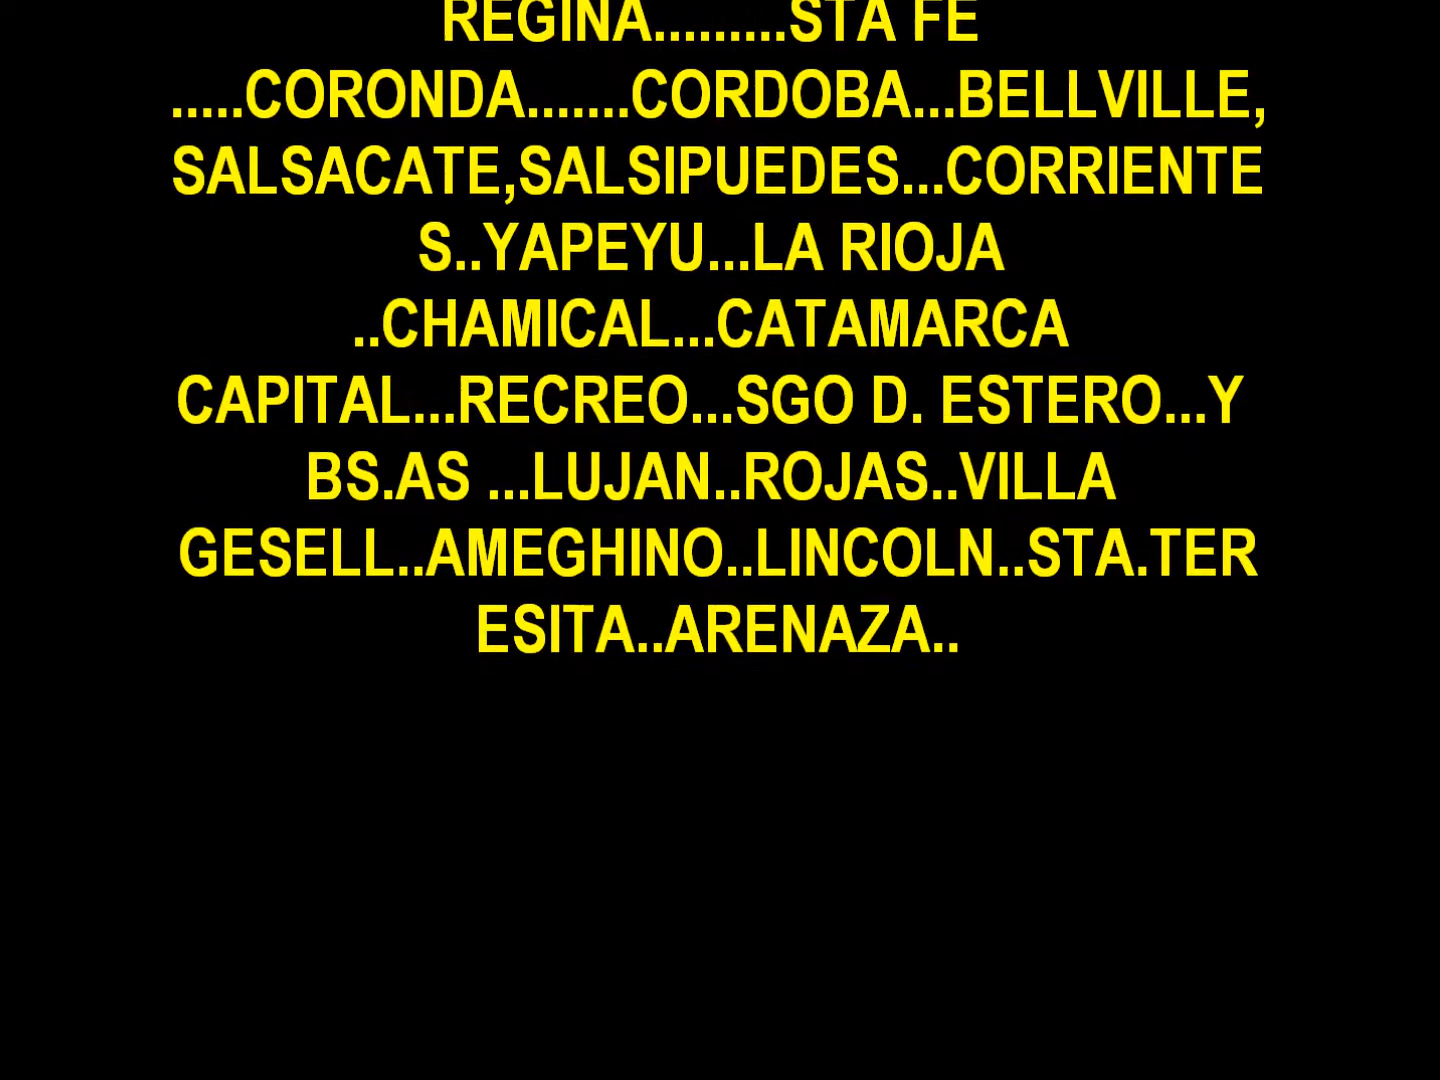 REGINA.........STA FE
.....CORONDA.......CORDOBA...BELLVILLE,
SALSACATE,SALSIPUEDES...CORRIENTE
S..YAPEYU...LA RIOJA
..CHAMICAL...CATAMARCA
CAPITAL...RECREO...SGO D. ESTERO...Y
BS.AS ...LUJAN..ROJAS..VILLA
GESELL..AMEGHINO..LINCOLN..STA.TER
ESITA..ARENAZA..